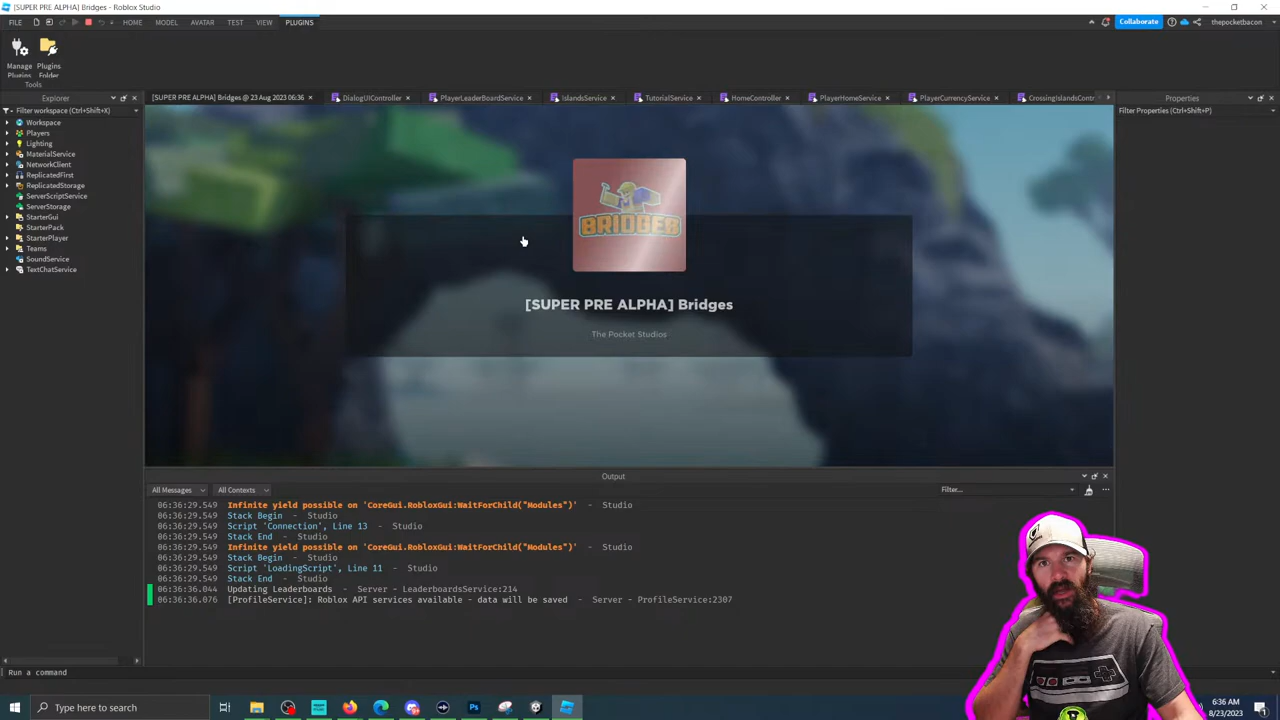 [SUPER PRE ALPHA] Bridges - Roblox Studio
FILE HOME MODEL AVATAR TEST VIEW PLUGINS Collaborate thepocketbacon
Manage Plugins
Plugins Folder
Tools
Explorer
[SUPER PRE ALPHA] Bridges @ 23 Aug 2023 06:36 DialogUIController PlayerLeaderBoardService IslandsService TutorialService HomeController PlayerHomeService PlayerCurrencyService CrossingIslandsContr
Properties
Filter workspace (Ctrl+Shift+X)
Filter Properties (Ctrl+Shift+P)
Workspace
Players
Lighting
MaterialService
NetworkClient
ReplicatedFirst
ReplicatedStorage
ServerScriptService
ServerStorage
StarterGui
StarterPack
StarterPlayer
Teams
SoundService
TextChatService
BRIDGEB
[SUPER PRE ALPHA] Bridges
The Pocket Studios
Output
All Messages All Contexts Filter...
06:36:29.549 Infinite yield possible on 'CoreGui.RobloxGui:WaitForChild("Modules")' - Studio
06:36:29.549 Stack Begin - Studio
06:36:29.549 Script 'Connection', Line 13 - Studio
06:36:29.549 Stack End - Studio
06:36:29.549 Infinite yield possible on 'CoreGui.RobloxGui:WaitForChild("Modules")' - Studio
06:36:29.549 Stack Begin - Studio
06:36:29.549 Script 'LoadingScript', Line 11 - Studio
06:36:29.549 Stack End - Studio
06:36:36.044 Updating Leaderboards - Server - LeaderboardsService:214
06:36:36.076 [ProfileService]: Roblox API services available - data will be saved - Server - ProfileService:2307
Run a command
Type here to search
6:36 AM
8/23/2023